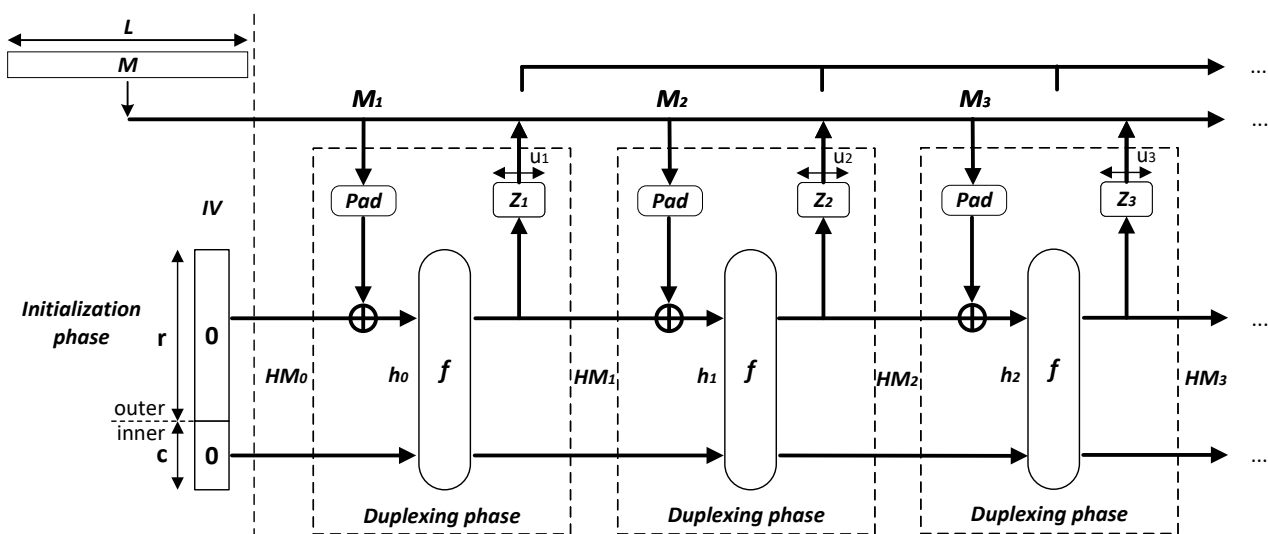 L
M
...
M1 M2 M3
...
u1 u2 u3
Pad Z1 Pad Z2 Pad Z3
IV
Initialization
phase
r
0
...
HM0 h0 f HM1 h1 f HM2 h2 f HM3
outer
inner
c
0
...
Duplexing phase Duplexing phase Duplexing phase